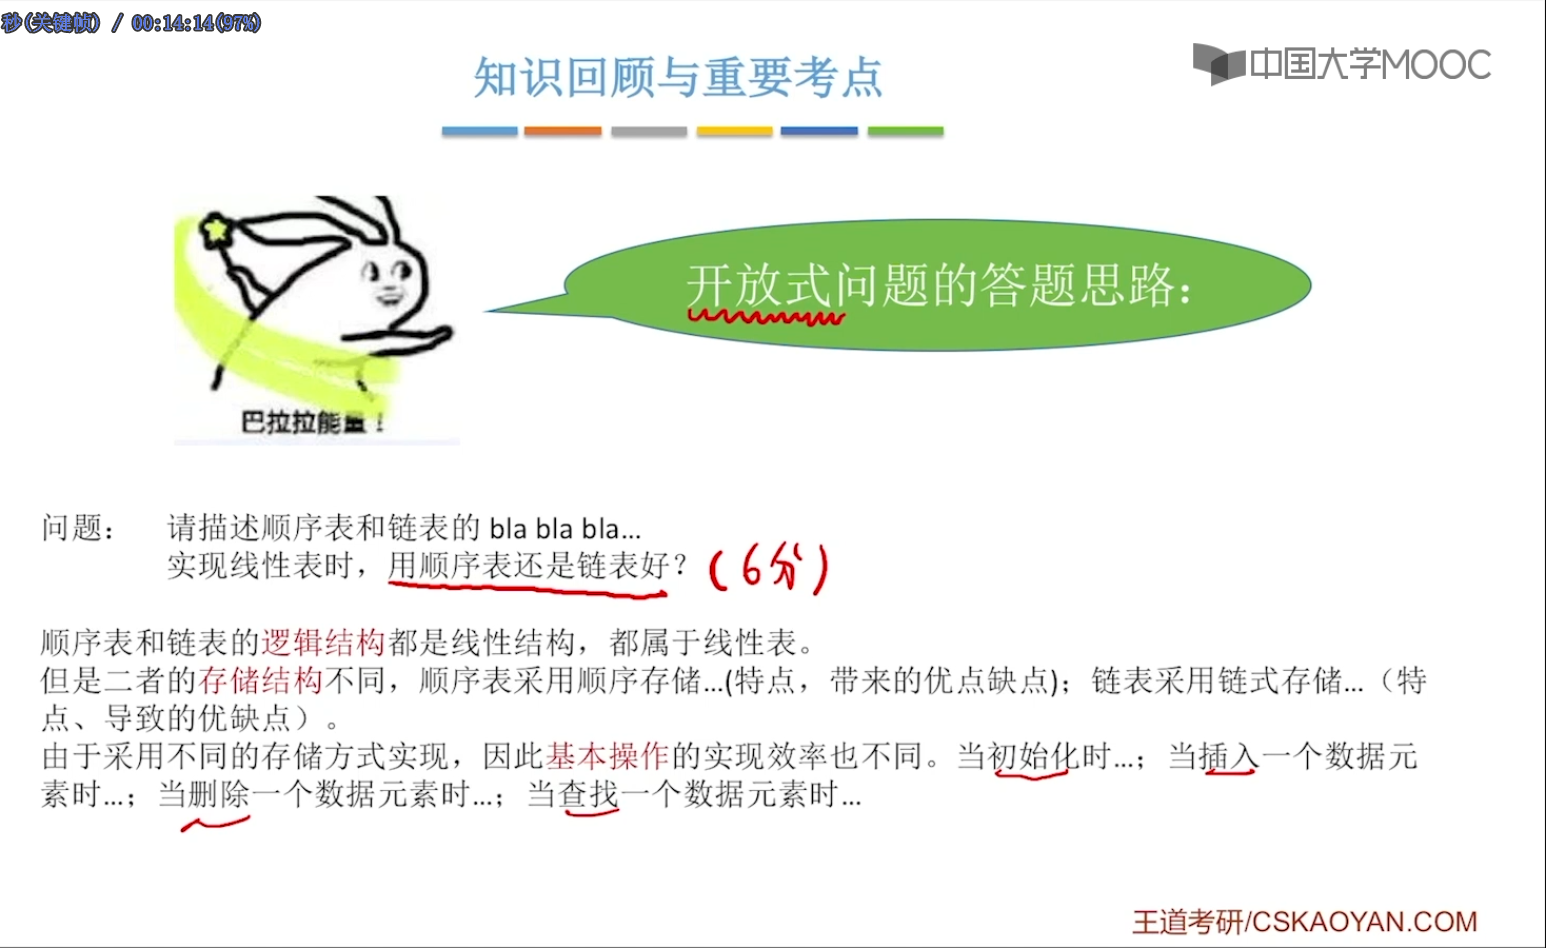 秒(关键帧) / 00:14:14(97%)
知识回顾与重要考点
中国大学MOOC
开放式问题的答题思路：
巴拉拉能量！
问题： 请描述顺序表和链表的 bla bla bla...
实现线性表时，用顺序表还是链表好？(6分)
顺序表和链表的逻辑结构都是线性结构，都属于线性表。
但是二者的存储结构不同，顺序表采用顺序存储...(特点，带来的优点缺点)；链表采用链式存储...（特
点、导致的优缺点）。
由于采用不同的存储方式实现，因此基本操作的实现效率也不同。当初始化时...；当插入一个数据元
素时...；当删除一个数据元素时...；当查找一个数据元素时...
王道考研/CSKAOYAN.COM